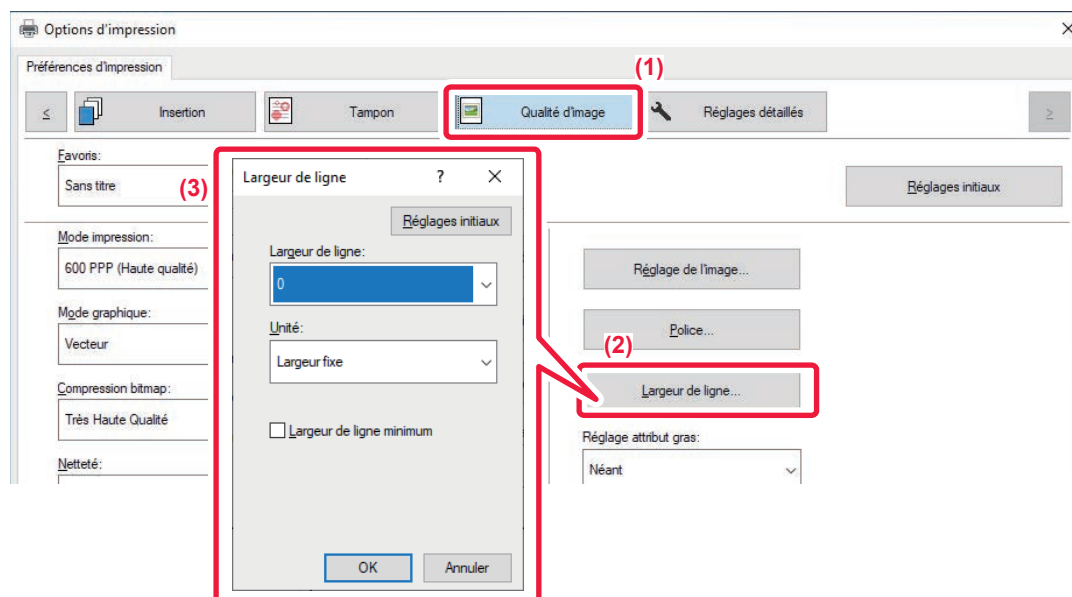 Options d'impression
Préférences d'impression
(1)
<
Insertion
Tampon
Qualité d'image
Réglages détaillés
>
Favoris:
Sans titre
(3)
Réglages initiaux
Largeur de ligne
?
Réglages initiaux
Largeur de ligne:
0
Unité:
Largeur fixe
Largeur de ligne minimum
OK
Annuler
Mode impression:
600 PPP (Haute qualité)
Mode graphique:
Vecteur
Compression bitmap:
Très Haute Qualité
Netteté:
Réglage de l'image...
Police...
(2)
Largeur de ligne...
Réglage attribut gras:
Néant